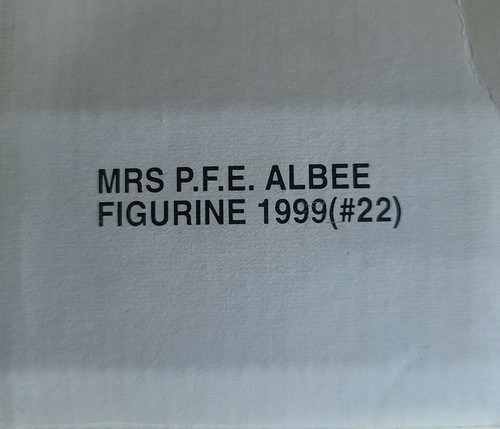 MRS P.F.E. ALBEE
FIGURINE 1999(#22)